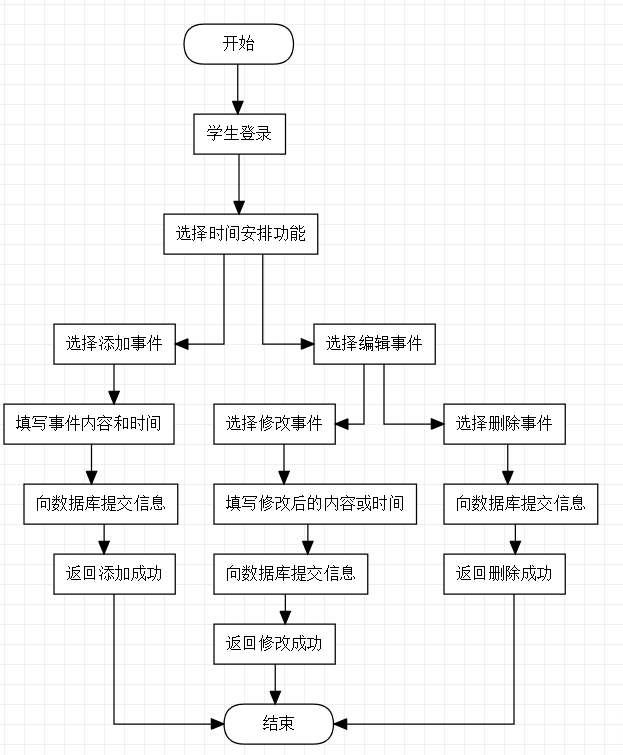 开始
学生登录
选择时间安排功能
选择添加事件
选择编辑事件
填写事件内容和时间
选择修改事件
选择删除事件
向数据库提交信息
填写修改后的内容或时间
向数据库提交信息
返回添加成功
向数据库提交信息
返回删除成功
返回修改成功
结束